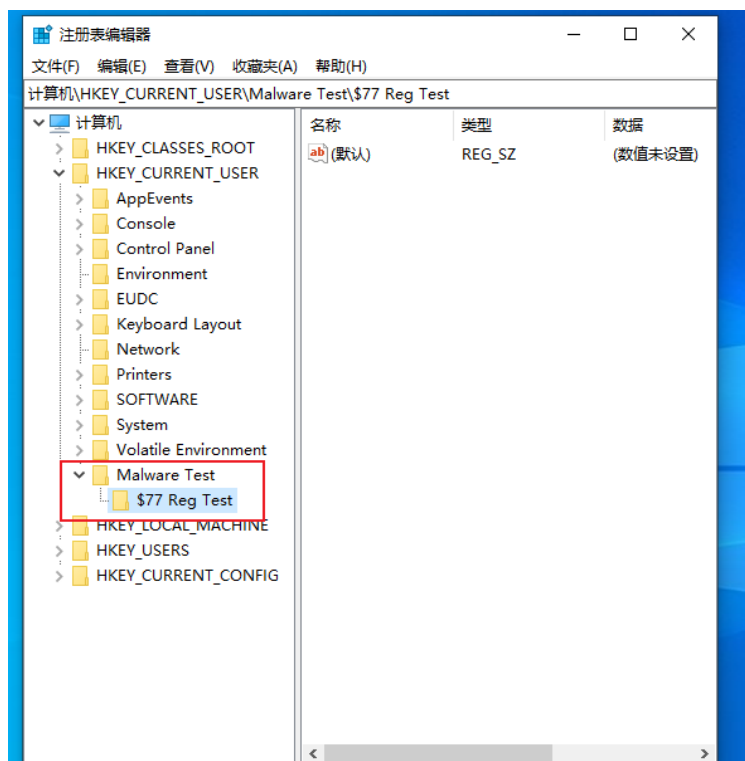 注册表编辑器
文件(F) 编辑(E) 查看(V) 收藏夹(A) 帮助(H)
计算机\HKEY_CURRENT_USER\Malware Test\$77 Reg Test
计算机
HKEY_CLASSES_ROOT
HKEY_CURRENT_USER
AppEvents
Console
Control Panel
Environment
EUDC
Keyboard Layout
Network
Printers
SOFTWARE
System
Volatile Environment
Malware Test
$77 Reg Test
HKEY_LOCAL_MACHINE
HKEY_USERS
HKEY_CURRENT_CONFIG
名称 类型 数据
ab (默认) REG_SZ (数值未设置)